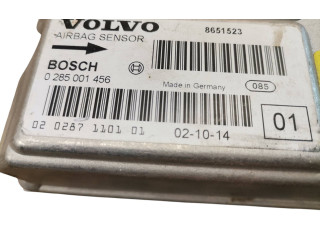 VOLVO 8651523
AIRBAG SENSOR
BOSCH
0 285 001 456 Made in Germany 085
02 0287 1101 01 02-10-14 01